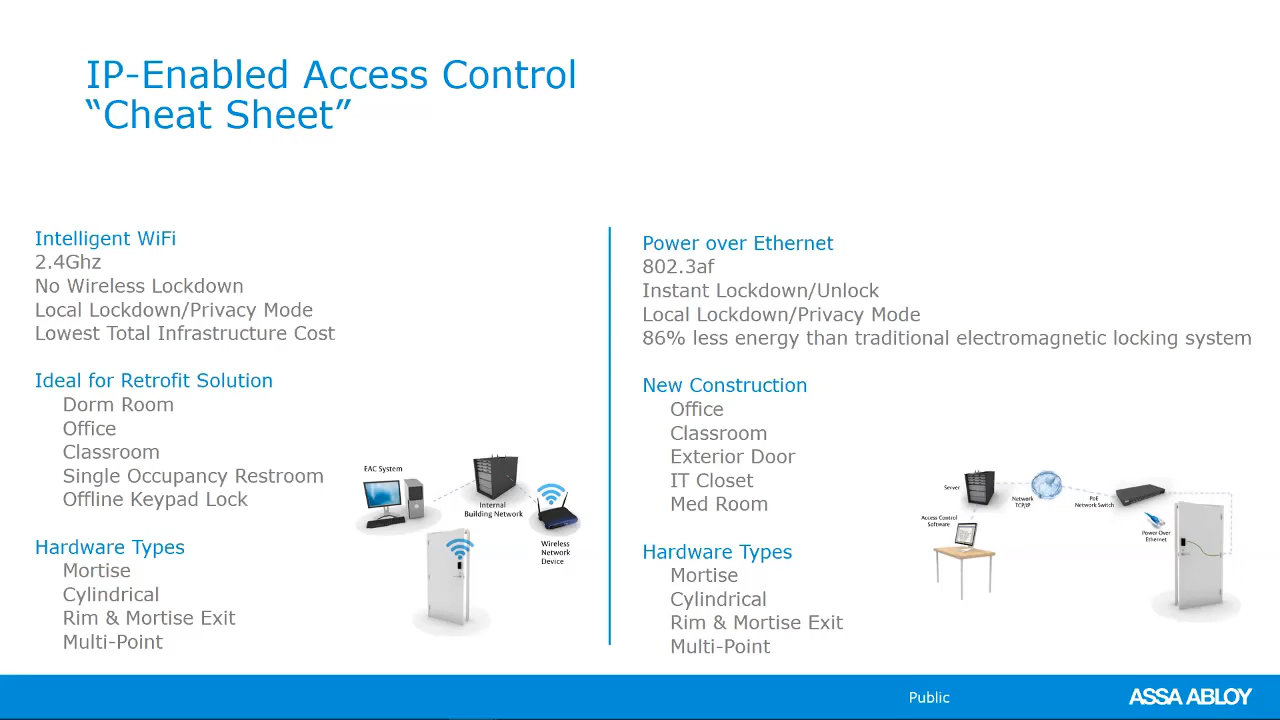 IP-Enabled Access Control
“Cheat Sheet”
Intelligent WiFi
2.4Ghz
No Wireless Lockdown
Local Lockdown/Privacy Mode
Lowest Total Infrastructure Cost
Ideal for Retrofit Solution
Dorm Room
Office
Classroom
Single Occupancy Restroom
Offline Keypad Lock
Hardware Types
Mortise
Cylindrical
Rim & Mortise Exit
Multi-Point
EAC System
Internal
Building Network
Wireless
Network
Device
Power over Ethernet
802.3af
Instant Lockdown/Unlock
Local Lockdown/Privacy Mode
86% less energy than traditional electromagnetic locking system
New Construction
Office
Classroom
Exterior Door
IT Closet
Med Room
Hardware Types
Mortise
Cylindrical
Rim & Mortise Exit
Multi-Point
Server
Network
TCP/IP
PoE
Network Switch
Access Control
Software
Power Over
Ethernet
Public
ASSA ABLOY